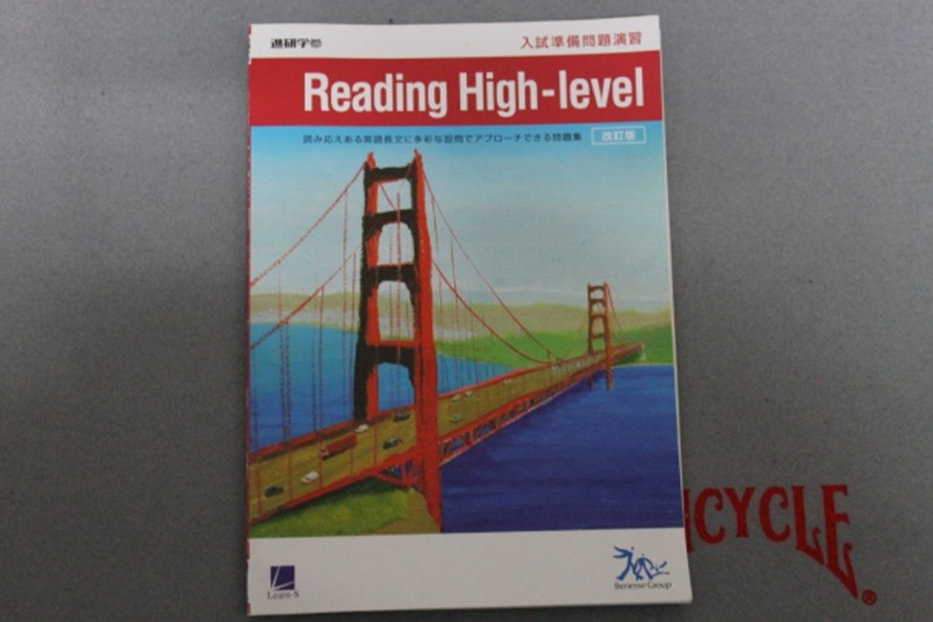 進研学参
入試準備問題演習
Reading High-level
読み応えある英語長文に多彩な設問でアプローチできる問題集
改訂版
Learn-S
Benesse Group
ICYCLE
®